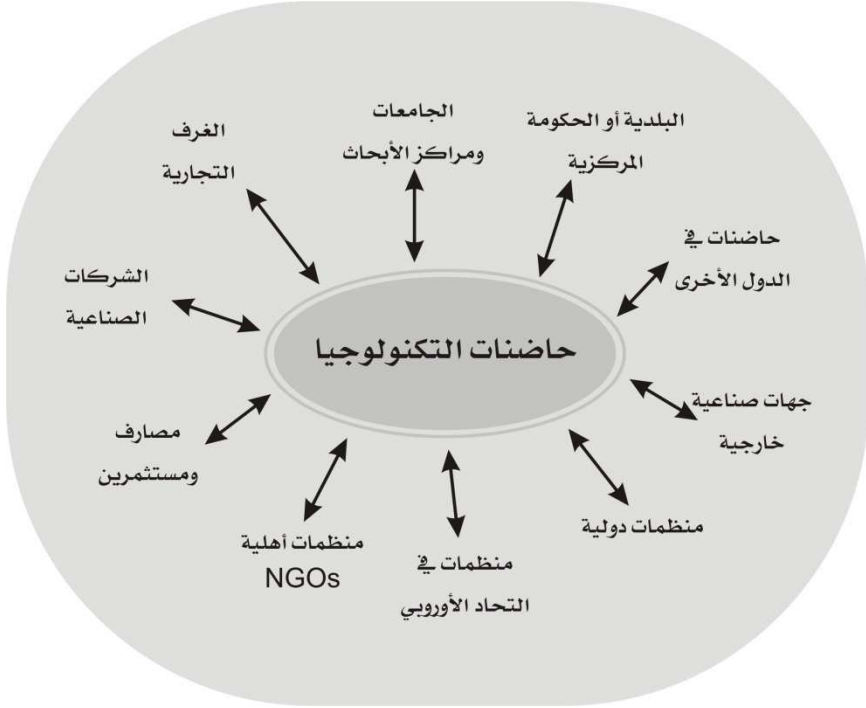 البلدية أو الحكومة
المركزية
الجامعات
ومراكز الأبحاث
الغرف
التجارية
حاضنات في
الدول الأخرى
الشركات
الصناعية
حاضنات التكنولوجيا
جهات صناعية
خارجية
مصارف
ومستثمرين
منظمات دولية
منظمات في
التحاد الأوروبي
منظمات أهلية
NGOs